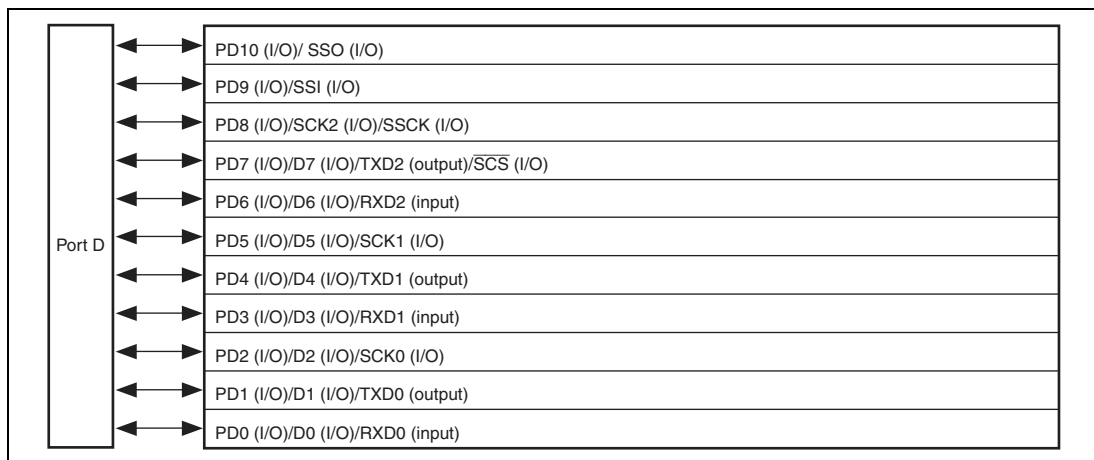 Port D
PD10 (I/O)/ SSO (I/O)
PD9 (I/O)/SSI (I/O)
PD8 (I/O)/SCK2 (I/O)/SSCK (I/O)
PD7 (I/O)/D7 (I/O)/TXD2 (output)/S̅C̅S̅ (I/O)
PD6 (I/O)/D6 (I/O)/RXD2 (input)
PD5 (I/O)/D5 (I/O)/SCK1 (I/O)
PD4 (I/O)/D4 (I/O)/TXD1 (output)
PD3 (I/O)/D3 (I/O)/RXD1 (input)
PD2 (I/O)/D2 (I/O)/SCK0 (I/O)
PD1 (I/O)/D1 (I/O)/TXD0 (output)
PD0 (I/O)/D0 (I/O)/RXD0 (input)